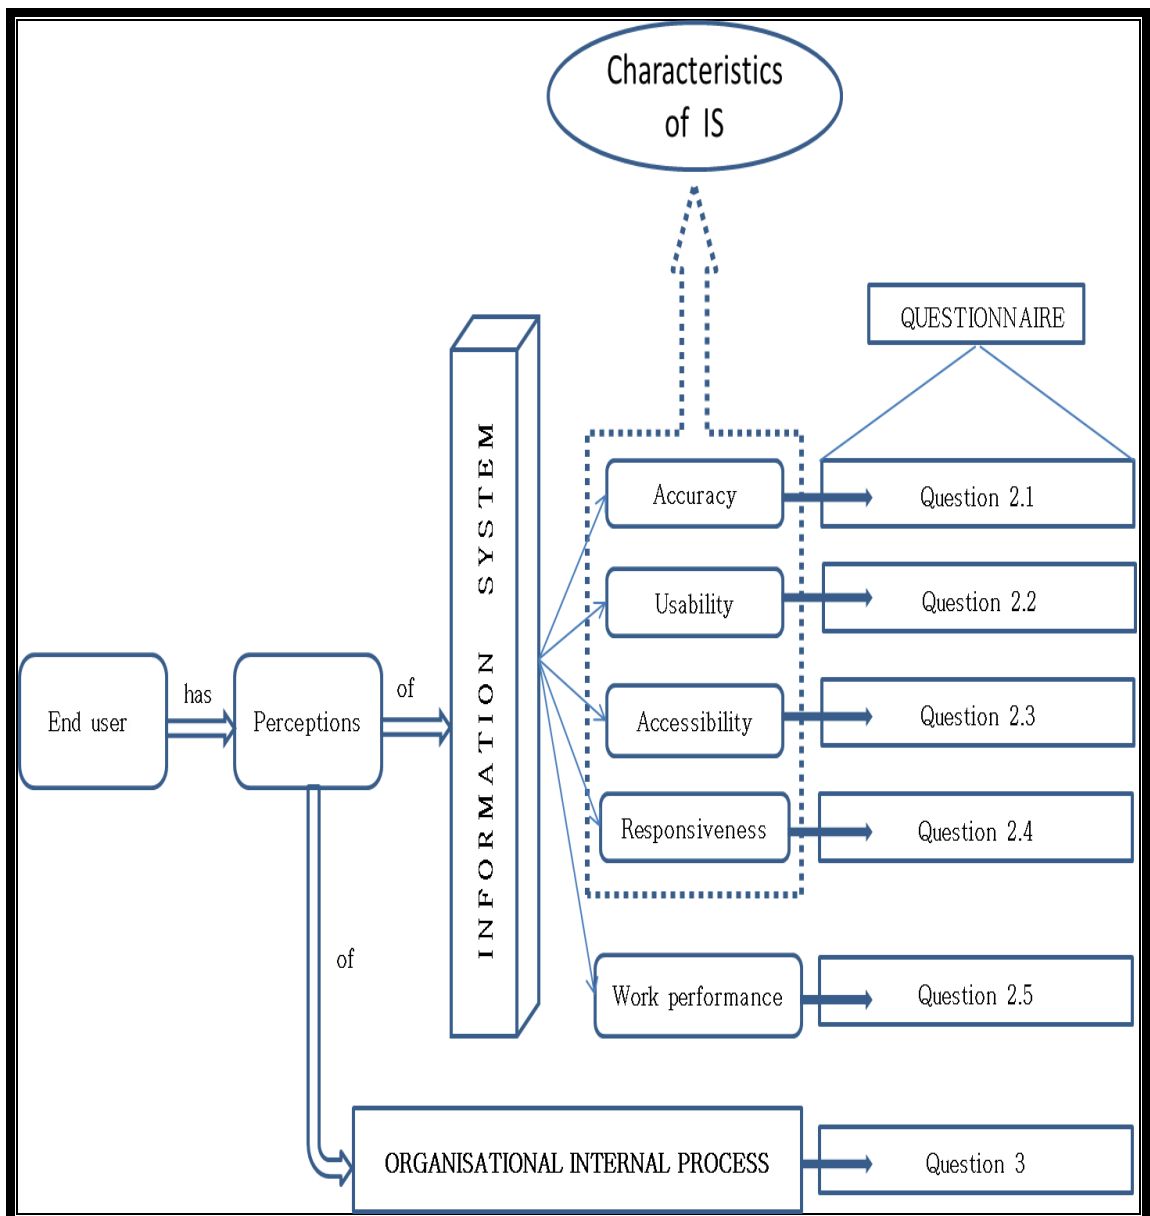 Characteristics
of IS
QUESTIONNAIRE
INFORMATION SYSTEM
Accuracy
Question 2.1
Usability
Question 2.2
End user
has
Perceptions
of
Accessibility
Question 2.3
Responsiveness
Question 2.4
of
Work performance
Question 2.5
ORGANISATIONAL INTERNAL PROCESS
Question 3